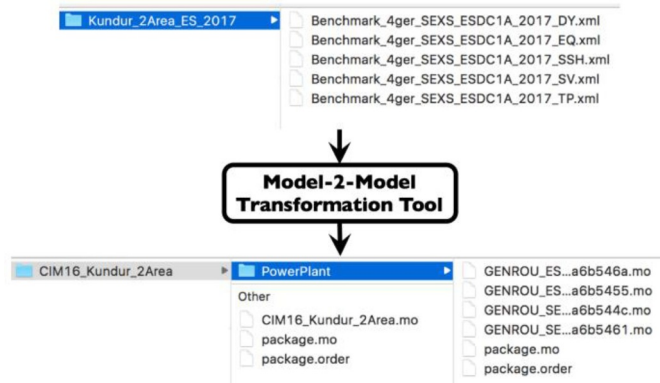 Kundur_2Area_ES_2017
Benchmark_4ger_SEXS_ESDC1A_2017_DY.xml
Benchmark_4ger_SEXS_ESDC1A_2017_EQ.xml
Benchmark_4ger_SEXS_ESDC1A_2017_SSH.xml
Benchmark_4ger_SEXS_ESDC1A_2017_SV.xml
Benchmark_4ger_SEXS_ESDC1A_2017_TP.xml
Model-2-Model
Transformation Tool
CIM16_Kundur_2Area
PowerPlant
Other
CIM16_Kundur_2Area.mo
package.mo
package.order
GENROU_ES...a6b546a.mo
GENROU_ES...a6b5455.mo
GENROU_SE...a6b544c.mo
GENROU_SE...a6b5461.mo
package.mo
package.order